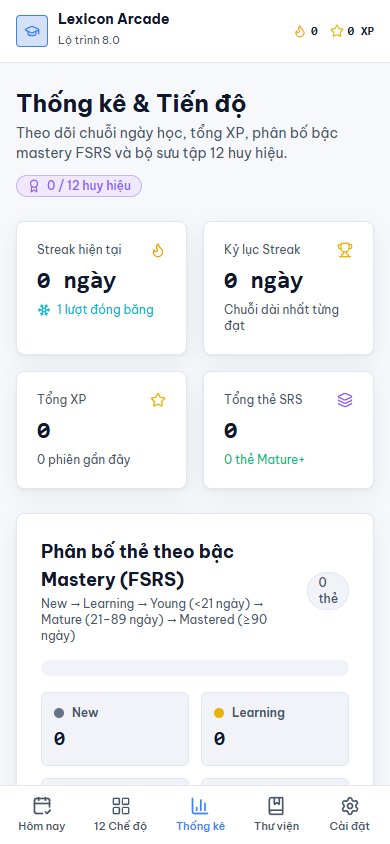 Lexicon Arcade
Lộ trình 8.0
0
0 XP
Thống kê & Tiến độ
Theo dõi chuỗi ngày học, tổng XP, phân bố bậc
mastery FSRS và bộ sưu tập 12 huy hiệu.
0 / 12 huy hiệu
Streak hiện tại
0 ngày
1 lượt đóng băng
Kỷ lục Streak
0 ngày
Chuỗi dài nhất từng
đạt
Tổng XP
0
0 phiên gần đây
Tổng thẻ SRS
0
0 thẻ Mature+
Phân bố thẻ theo bậc
Mastery (FSRS)
New → Learning → Young (<21 ngày) →
Mature (21–89 ngày) → Mastered (≥90
ngày)
0
thẻ
New
0
Learning
0
Hôm nay
12 Chế độ
Thống kê
Thư viện
Cài đặt